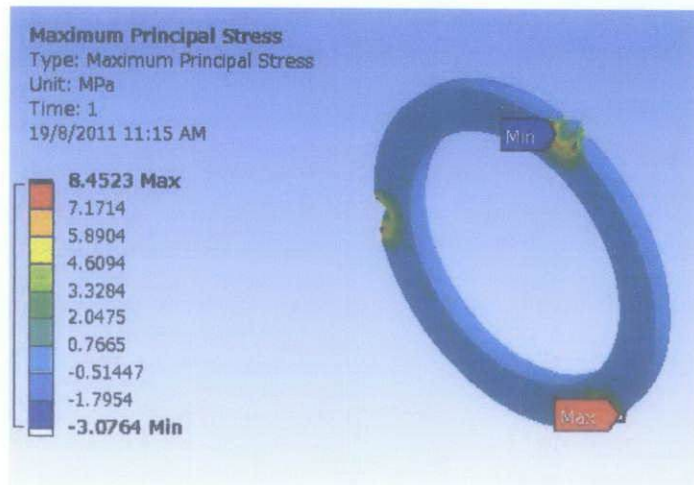 Maximum Principal Stress
Type: Maximum Principal Stress
Unit: MPa
Time: 1
19/8/2011 11:15 AM
8.4523 Max
7.1714
5.8904
4.6094
3.3284
2.0475
0.7665
-0.51447
-1.7954
-3.0764 Min
Min
Max